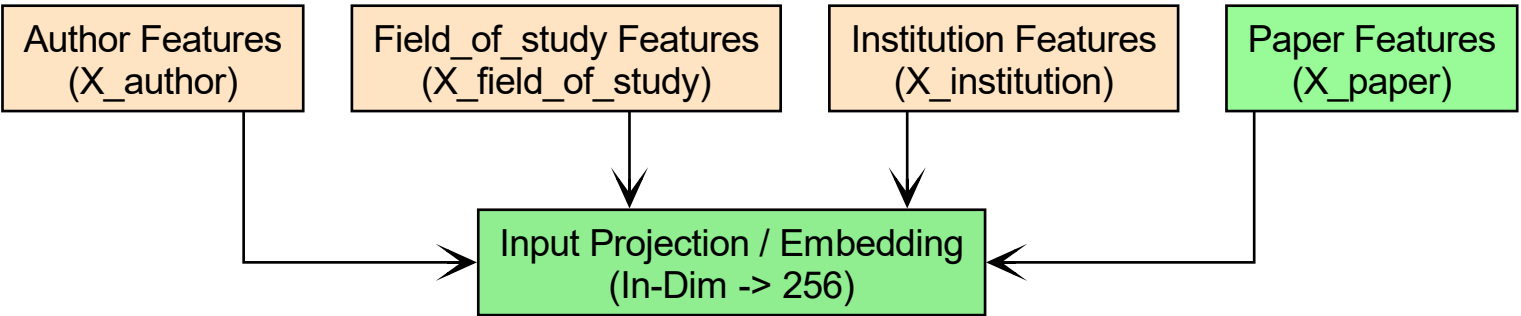 Author Features
(X_author)
Field_of_study Features
(X_field_of_study)
Institution Features
(X_institution)
Paper Features
(X_paper)
Input Projection / Embedding
(In-Dim -> 256)